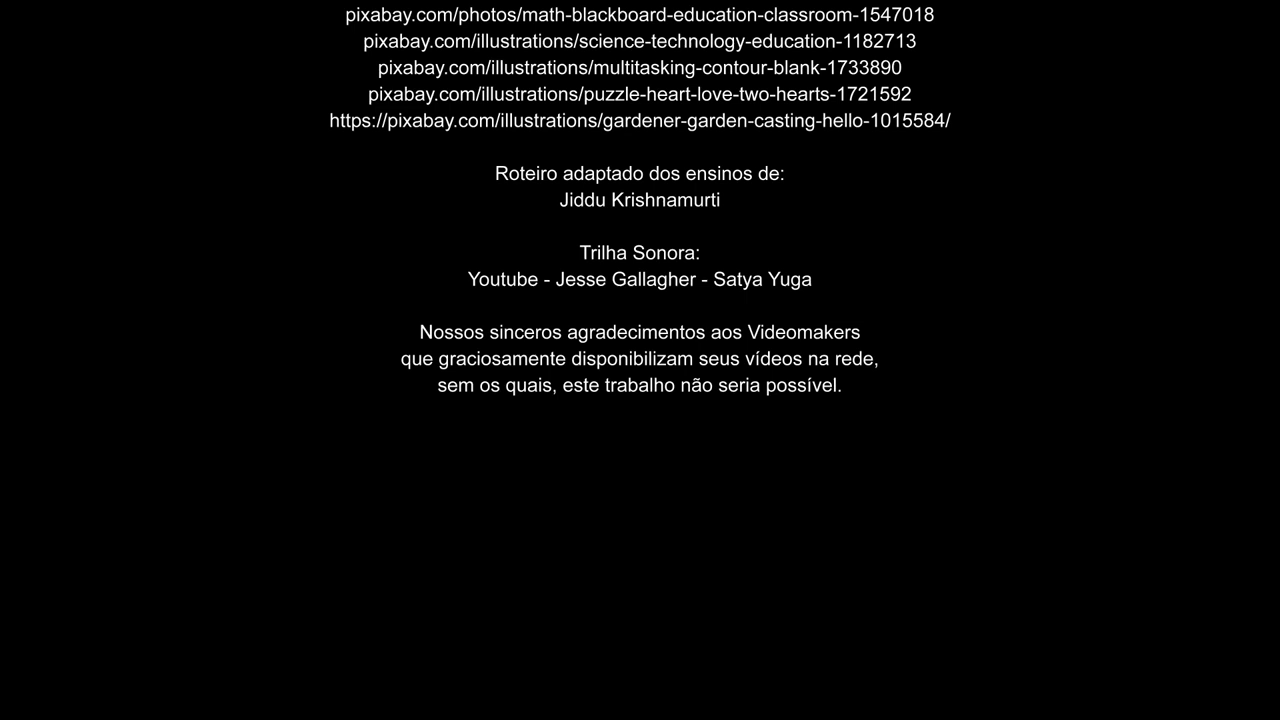 pixabay.com/photos/math-blackboard-education-classroom-1547018
pixabay.com/illustrations/science-technology-education-1182713
pixabay.com/illustrations/multitasking-contour-blank-1733890
pixabay.com/illustrations/puzzle-heart-love-two-hearts-1721592
https://pixabay.com/illustrations/gardener-garden-casting-hello-1015584/
Roteiro adaptado dos ensinos de:
Jiddu Krishnamurti
Trilha Sonora:
Youtube - Jesse Gallagher - Satya Yuga
Nossos sinceros agradecimentos aos Videomakers
que graciosamente disponibilizam seus vídeos na rede,
sem os quais, este trabalho não seria possível.